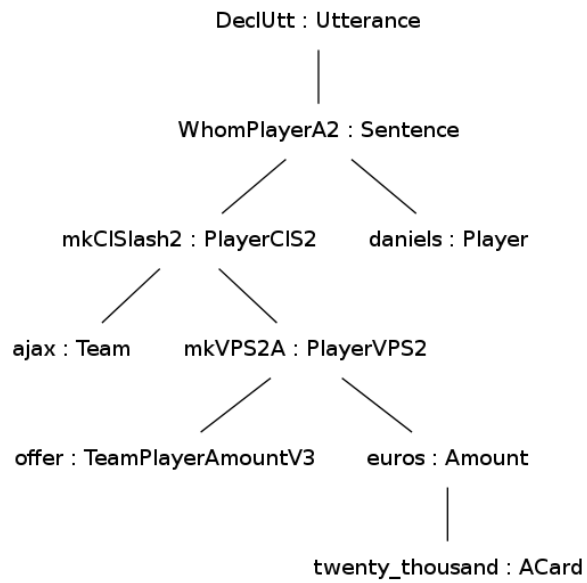 DeclUtt : Utterance
WhomPlayerA2 : Sentence
mkClSlash2 : PlayerClS2
daniels : Player
ajax : Team
mkVPS2A : PlayerVPS2
offer : TeamPlayerAmountV3
euros : Amount
twenty_thousand : ACard